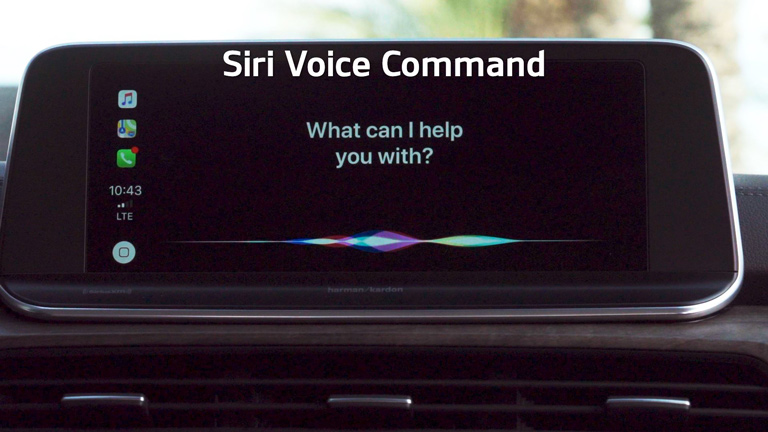 Siri Voice Command
What can I help
you with?
10:43
LTE
harman/kardon